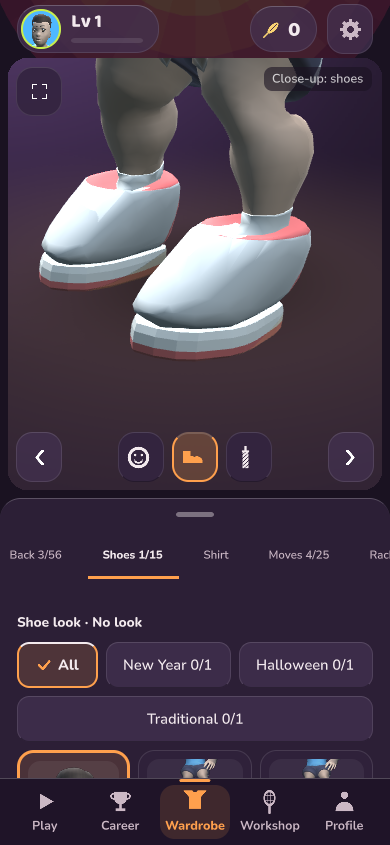 Lv 1
0
Close-up: shoes
Back 3/56
Shoes 1/15
Shirt
Moves 4/25
Shoe look · No look
All
New Year 0/1
Halloween 0/1
Traditional 0/1
Play
Career
Wardrobe
Workshop
Profile